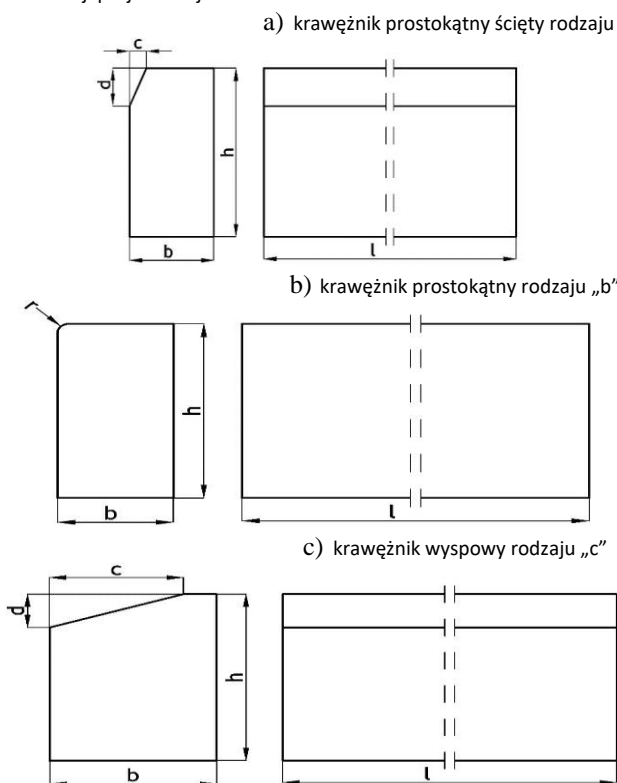 a) krawężnik prostokątny ścięty rodzaju
c
d
h
b
l
b) krawężnik prostokątny rodzaju „b"
r
h
b
l
c) krawężnik wyspowy rodzaju „c”
c
d
h
b
l